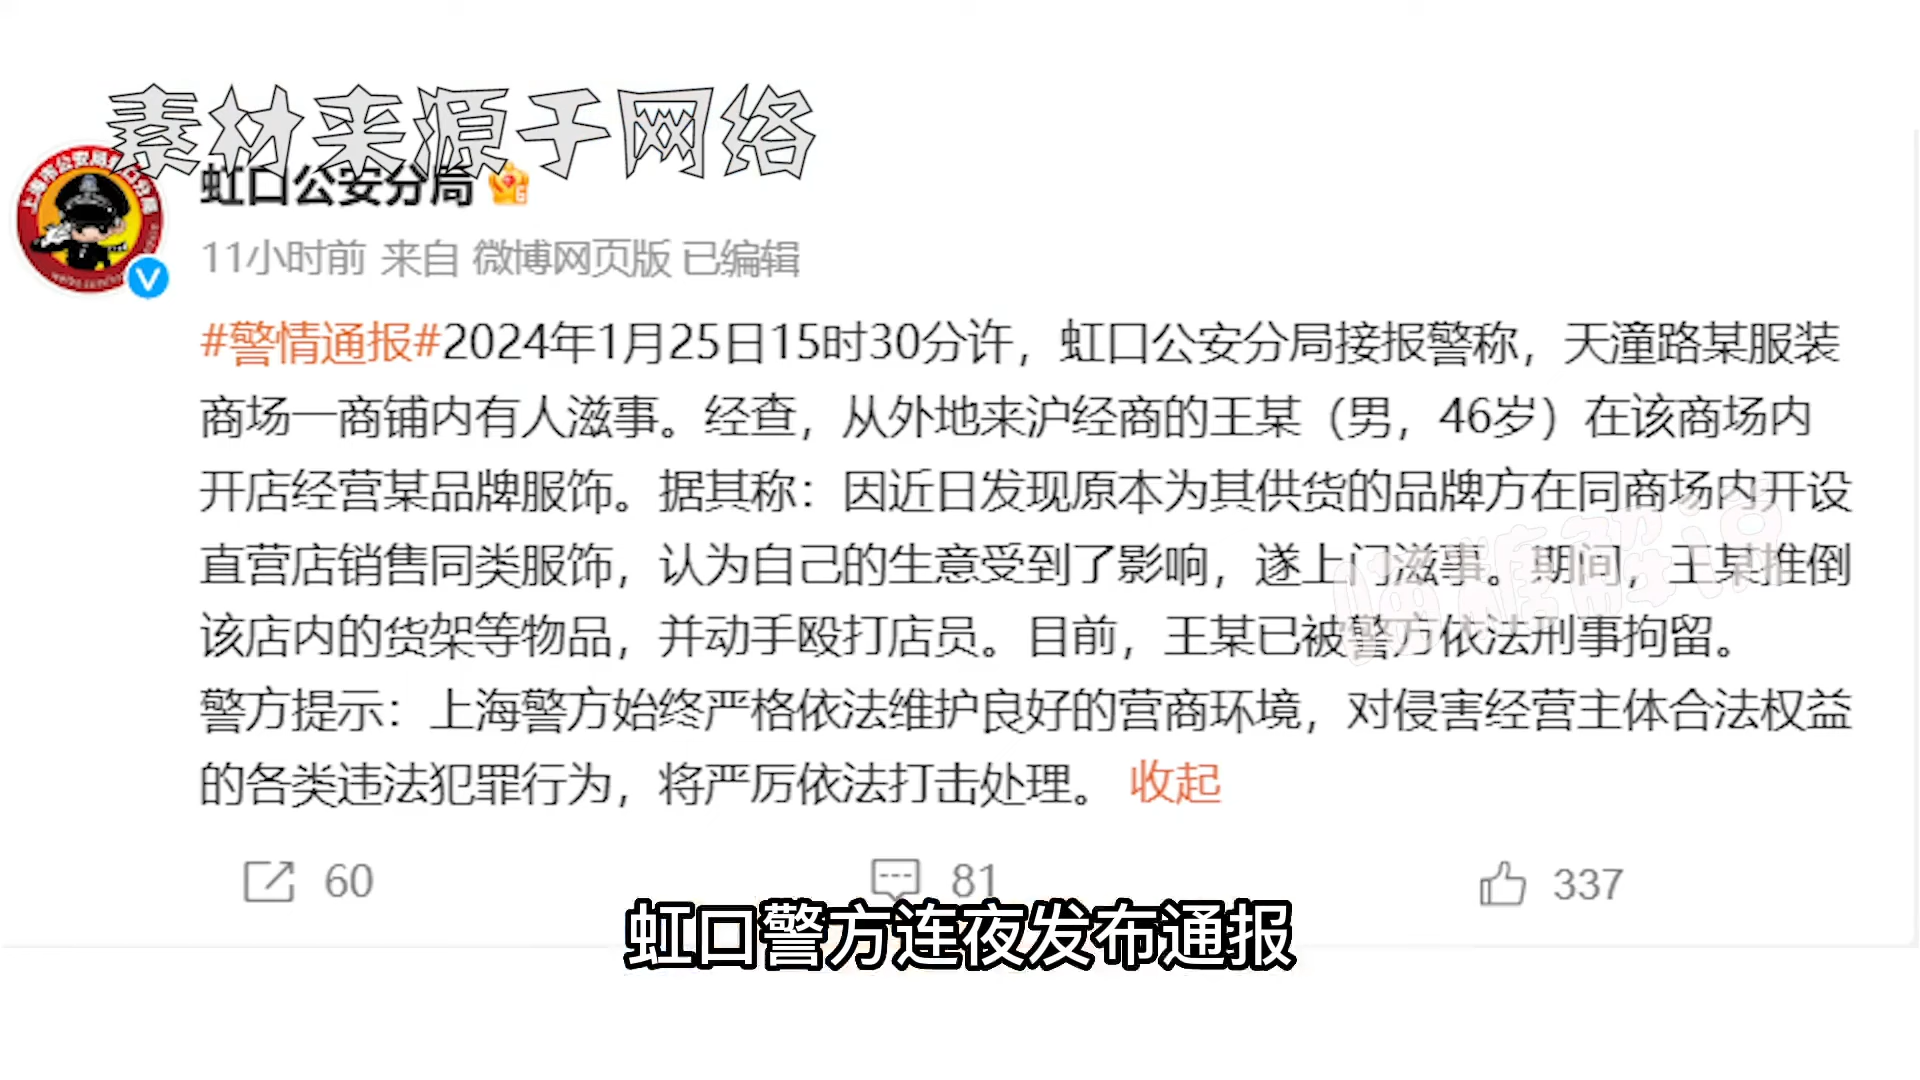 素材来源于网络
虹口公安分局
11小时前 来自 微博网页版 已编辑
#警情通报#2024年1月25日15时30分许，虹口公安分局接报警称，天潼路某服装
商场一商铺内有人滋事。经查，从外地来沪经商的王某（男，46岁）在该商场内
开店经营某品牌服饰。据其称：因近日发现原本为其供货的品牌方在同商场内开设
直营店销售同类服饰，认为自己的生意受到了影响，遂上门滋事。期间，王某推倒
该店内的货架等物品，并动手殴打店员。目前，王某已被警方依法刑事拘留。
警方提示：上海警方始终严格依法维护良好的营商环境，对侵害经营主体合法权益
的各类违法犯罪行为，将严厉依法打击处理。 收起
60 81 337
虹口警方连夜发布通报